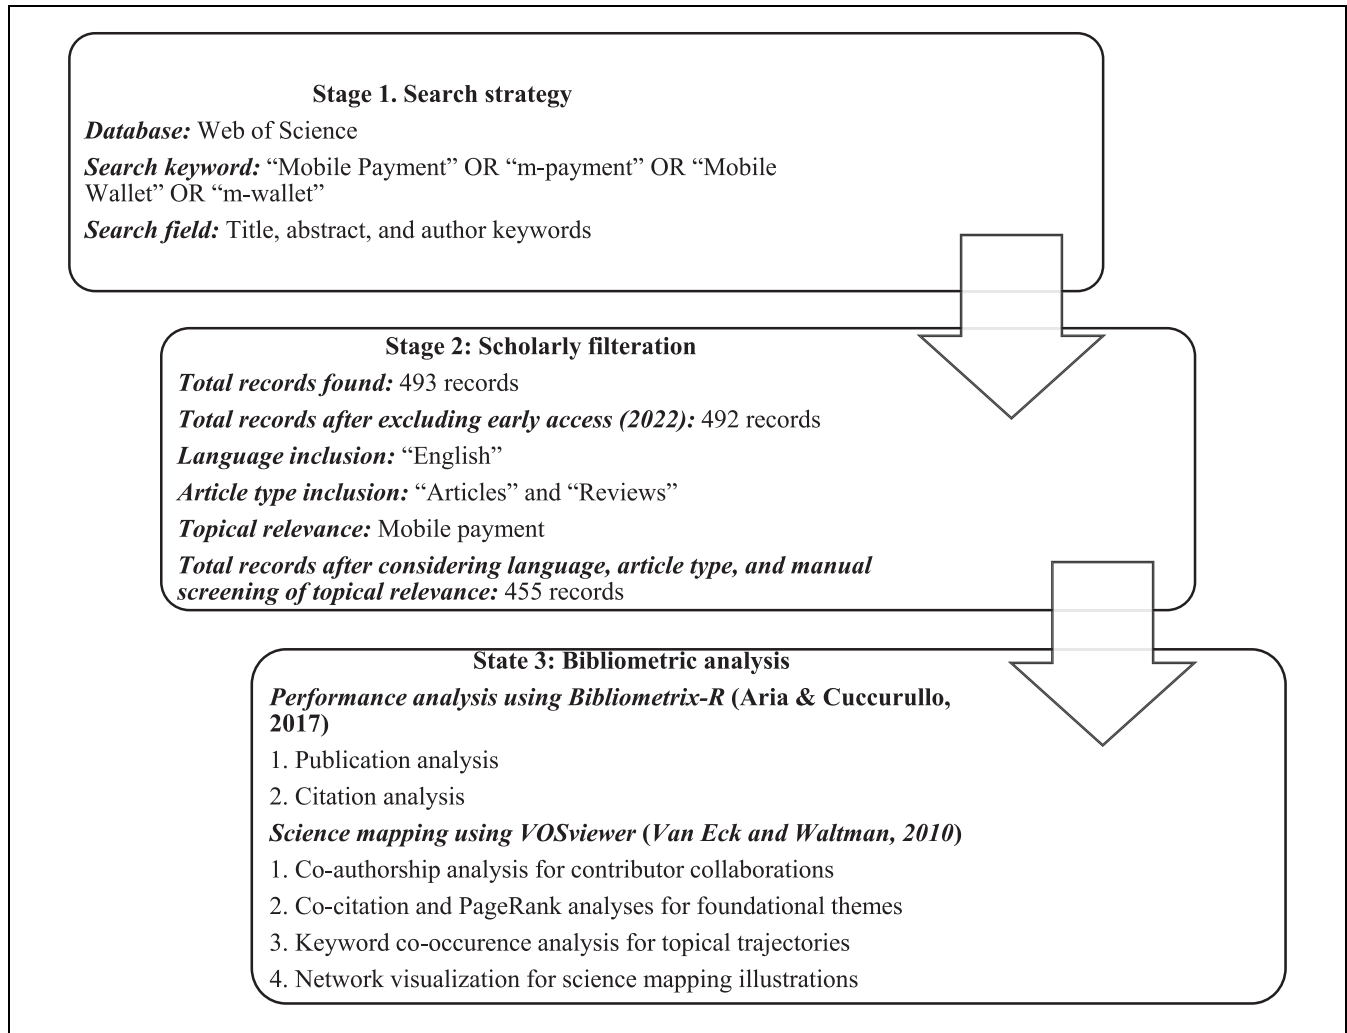 Stage 1. Search strategy
Database: Web of Science
Search keyword: “Mobile Payment” OR “m-payment” OR “Mobile
Wallet” OR “m-wallet”
Search field: Title, abstract, and author keywords
Stage 2: Scholarly filteration
Total records found: 493 records
Total records after excluding early access (2022): 492 records
Language inclusion: “English”
Article type inclusion: “Articles” and “Reviews”
Topical relevance: Mobile payment
Total records after considering language, article type, and manual
screening of topical relevance: 455 records
State 3: Bibliometric analysis
Performance analysis using Bibliometrix-R (Aria & Cuccurullo,
2017)
1. Publication analysis
2. Citation analysis
Science mapping using VOSviewer (Van Eck and Waltman, 2010)
1. Co-authorship analysis for contributor collaborations
2. Co-citation and PageRank analyses for foundational themes
3. Keyword co-occurence analysis for topical trajectories
4. Network visualization for science mapping illustrations